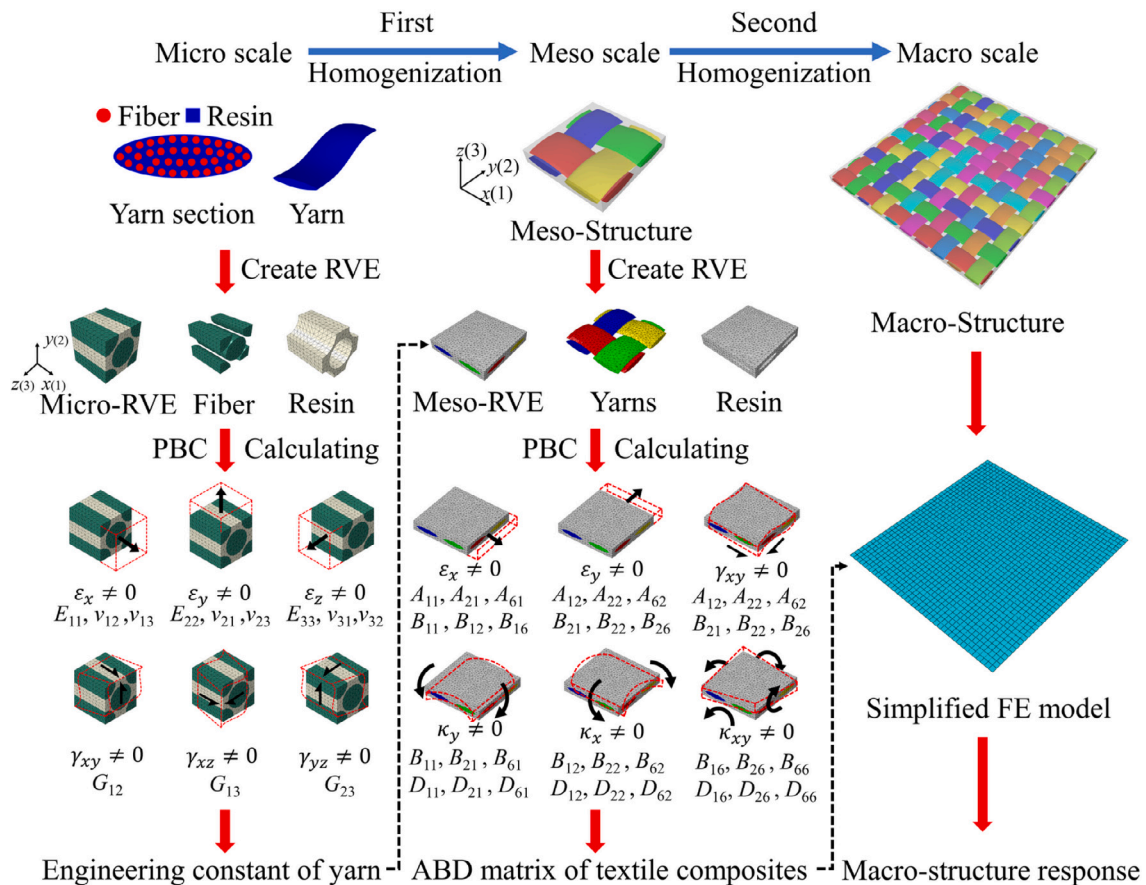 First
Second
Micro scale
Meso scale
Macro scale
Homogenization
Homogenization
Fiber
Resin
Yarn section
Yarn
z(3)
y(2)
x(1)
Meso-Structure
Create RVE
Create RVE
Macro-Structure
y(2)
z(3)
x(1)
Micro-RVE
Fiber
Resin
Meso-RVE
Yarns
Resin
PBC Calculating
PBC Calculating
εx ≠ 0
εy ≠ 0
εz ≠ 0
E11, v12,v13
E22, v21,v23
E33, v31,v32
εx ≠ 0
εy ≠ 0
γxy ≠ 0
A11, A21 , A61
A12, A22 , A62
A12, A22 , A62
B11, B12, B16
B21, B22 , B26
B21, B22 , B26
γxy ≠ 0
γxz ≠ 0
γyz ≠ 0
G12
G13
G23
κy ≠ 0
κx ≠ 0
κxy ≠ 0
B11, B21 , B61
B12, B22 , B62
B16, B26 , B66
D11, D21 , D61
D12, D22 , D62
D16, D26 , D66
Simplified FE model
Engineering constant of yarn
ABD matrix of textile composites
Macro-structure response